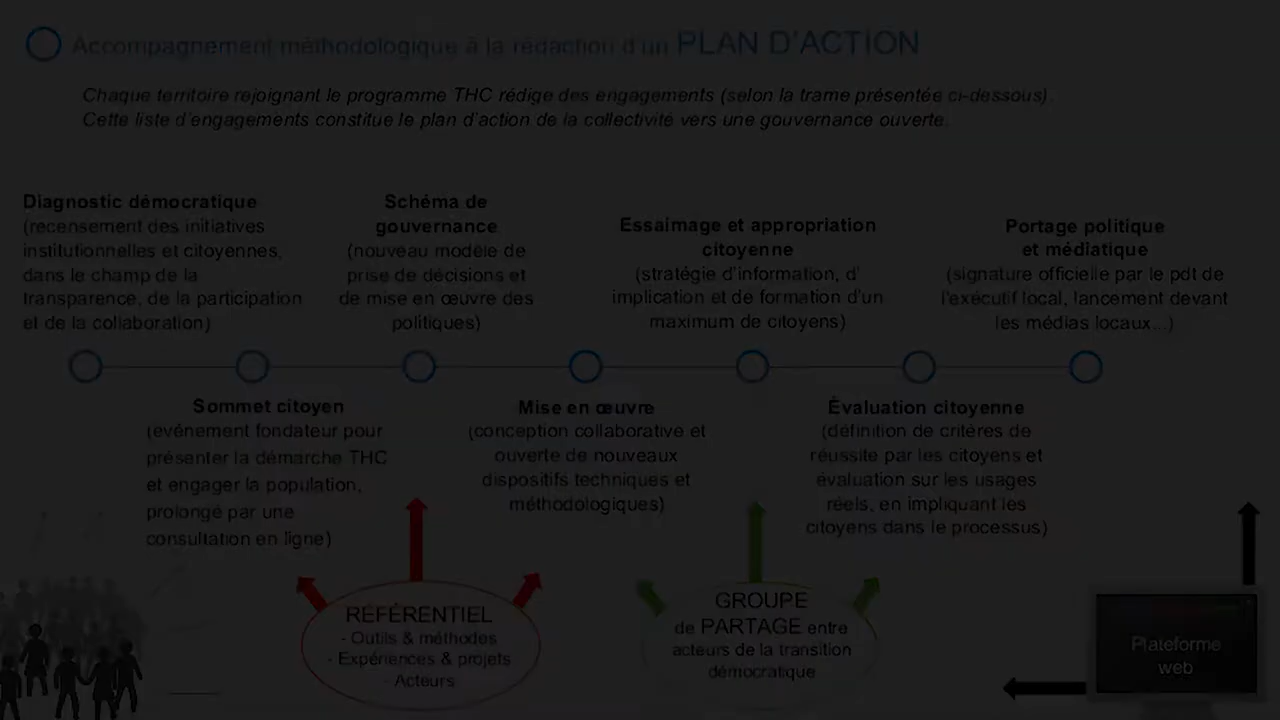 Accompagnement méthodologique à la rédaction d'un PLAN D'ACTION
Chaque territoire rejoignant le programme THC rédige des engagements (selon la trame présentée ci-dessous).
Cette liste d'engagements constitue le plan d'action de la collectivité vers une gouvernance ouverte.
Diagnostic démocratique
(recensement des initiatives
institutionnelles et citoyennes,
dans le champ de la
transparence, de la participation
et de la collaboration)
Schéma de
gouvernance
(nouveau modèle de
prise de décisions et
de mise en œuvre des
politiques)
Essaimage et appropriation
citoyenne
(stratégie d'information, d'
implication et de formation d'un
maximum de citoyens)
Portage politique
et médiatique
(signature officielle par le pdt de
l'exécutif local, lancement devant
les médias locaux...)
Sommet citoyen
(evénement fondateur pour
présenter la démarche THC
et engager la population,
prolongé par une
consultation en ligne)
Mise en œuvre
(conception collaborative et
ouverte de nouveaux
dispositifs techniques et
méthodologiques)
Évaluation citoyenne
(définition de critères de
réussite par les citoyens et
évaluation sur les usages
réels, en impliquant les
citoyens dans le processus)
RÉFÉRENTIEL
- Outils & méthodes
- Expériences & projets
- Acteurs
GROUPE
de PARTAGE entre
acteurs de la transition
démocratique
Plateforme
web